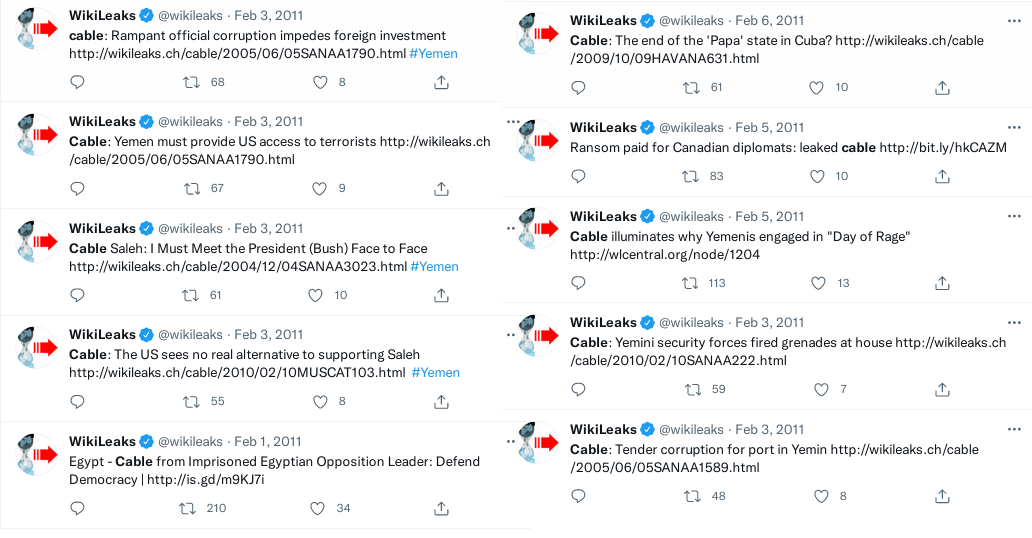 WikiLeaks @wikileaks · Feb 3, 2011
cable: Rampant official corruption impedes foreign investment
http://wikileaks.ch/cable/2005/06/05SANAA1790.html #Yemen
68 8
WikiLeaks @wikileaks · Feb 3, 2011
Cable: Yemen must provide US access to terrorists http://wikileaks.ch
/cable/2005/06/05SANAA1790.html
67 9
WikiLeaks @wikileaks · Feb 3, 2011
Cable Saleh: I Must Meet the President (Bush) Face to Face
http://wikileaks.ch/cable/2004/12/04SANAA3023.html #Yemen
61 10
WikiLeaks @wikileaks · Feb 3, 2011
Cable: The US sees no real alternative to supporting Saleh
http://wikileaks.ch/cable/2010/02/10MUSCAT103.html #Yemen
55 8
WikiLeaks @wikileaks · Feb 1, 2011
Egypt - Cable from Imprisoned Egyptian Opposition Leader: Defend
Democracy | http://is.gd/m9KJ7i
210 34
WikiLeaks @wikileaks · Feb 6, 2011
Cable: The end of the 'Papa' state in Cuba? http://wikileaks.ch/cable
/2009/10/09HAVANA631.html
61 10
WikiLeaks @wikileaks · Feb 5, 2011
Ransom paid for Canadian diplomats: leaked cable http://bit.ly/hkCAZM
83 10
WikiLeaks @wikileaks · Feb 5, 2011
Cable illuminates why Yemenis engaged in "Day of Rage"
http://wlcentral.org/node/1204
113 13
WikiLeaks @wikileaks · Feb 3, 2011
Cable: Yemini security forces fired grenades at house http://wikileaks.ch
/cable/2010/02/10SANAA222.html
59 7
WikiLeaks @wikileaks · Feb 3, 2011
Cable: Tender corruption for port in Yemin http://wikileaks.ch/cable
/2005/06/05SANAA1589.html
48 8